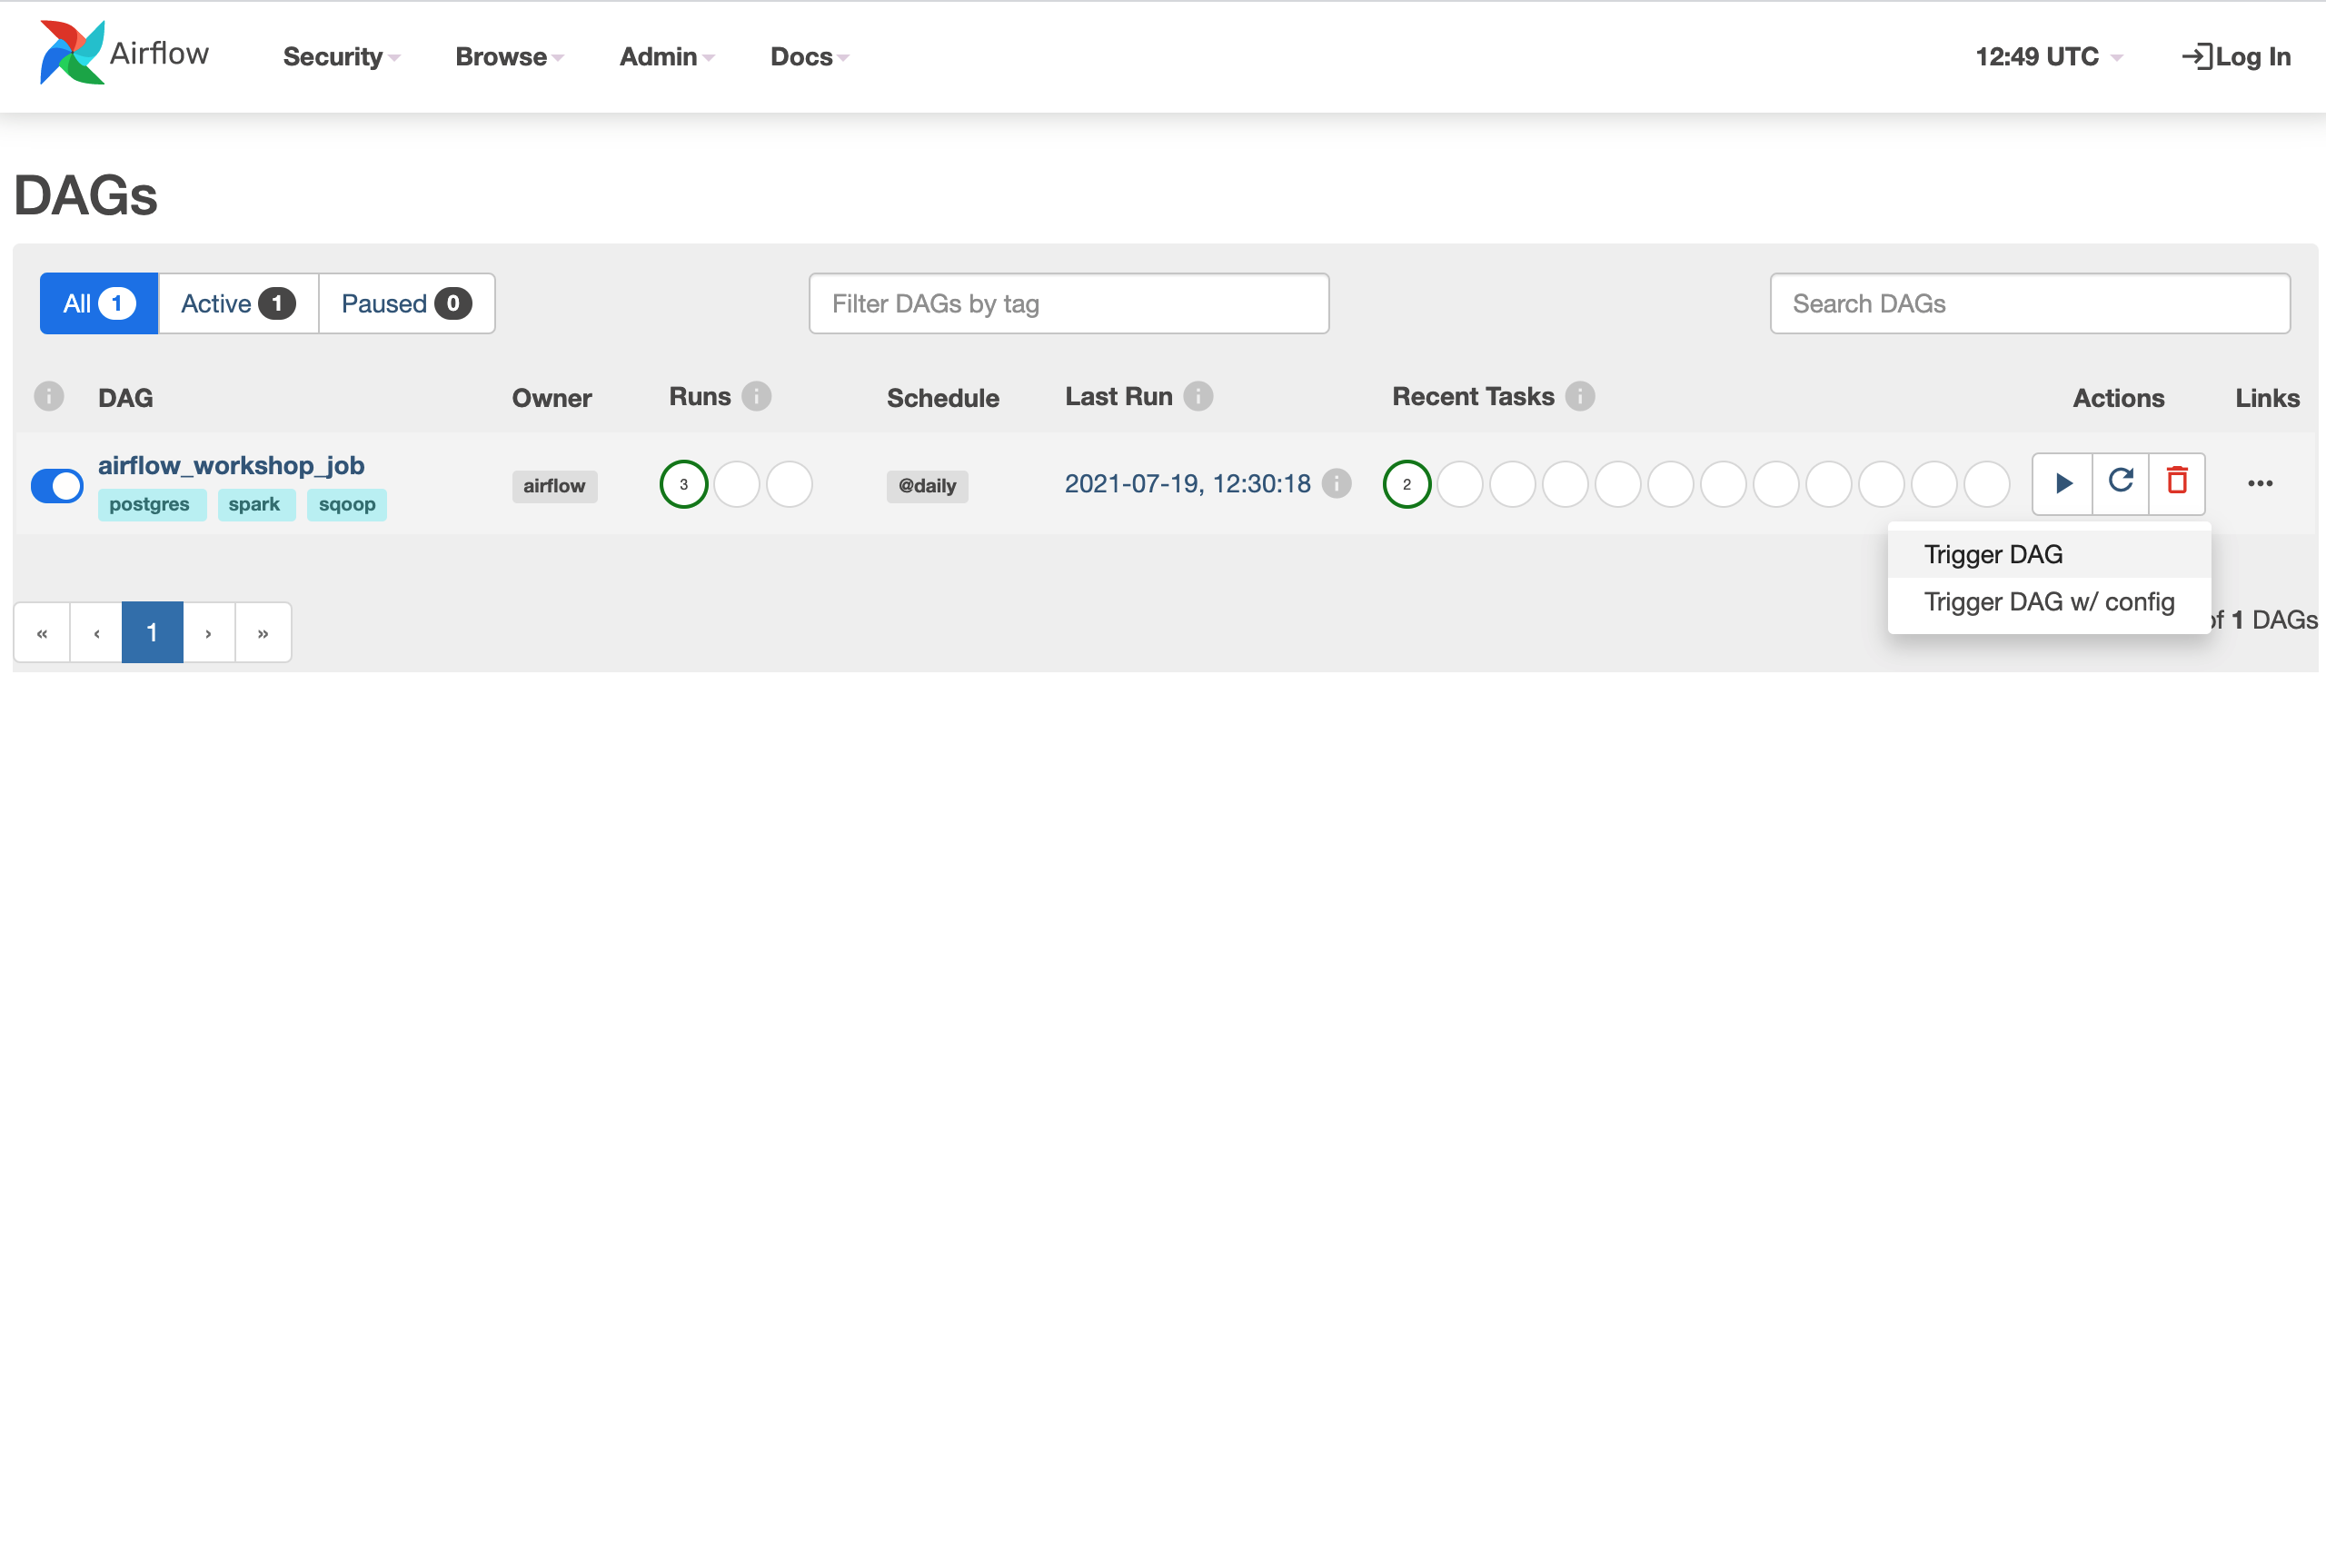 Airflow Security Browse Admin Docs 12:49 UTC Log In
DAGs
All 1 Active 1 Paused 0 Filter DAGs by tag Search DAGs
i DAG Owner Runs i Schedule Last Run i Recent Tasks i Actions Links
airflow_workshop_job airflow 3 @daily 2021-07-19, 12:30:18 i 2 ...
postgres spark sqoop
Trigger DAG
Trigger DAG w/ config
« ‹ 1 › » of 1 DAGs